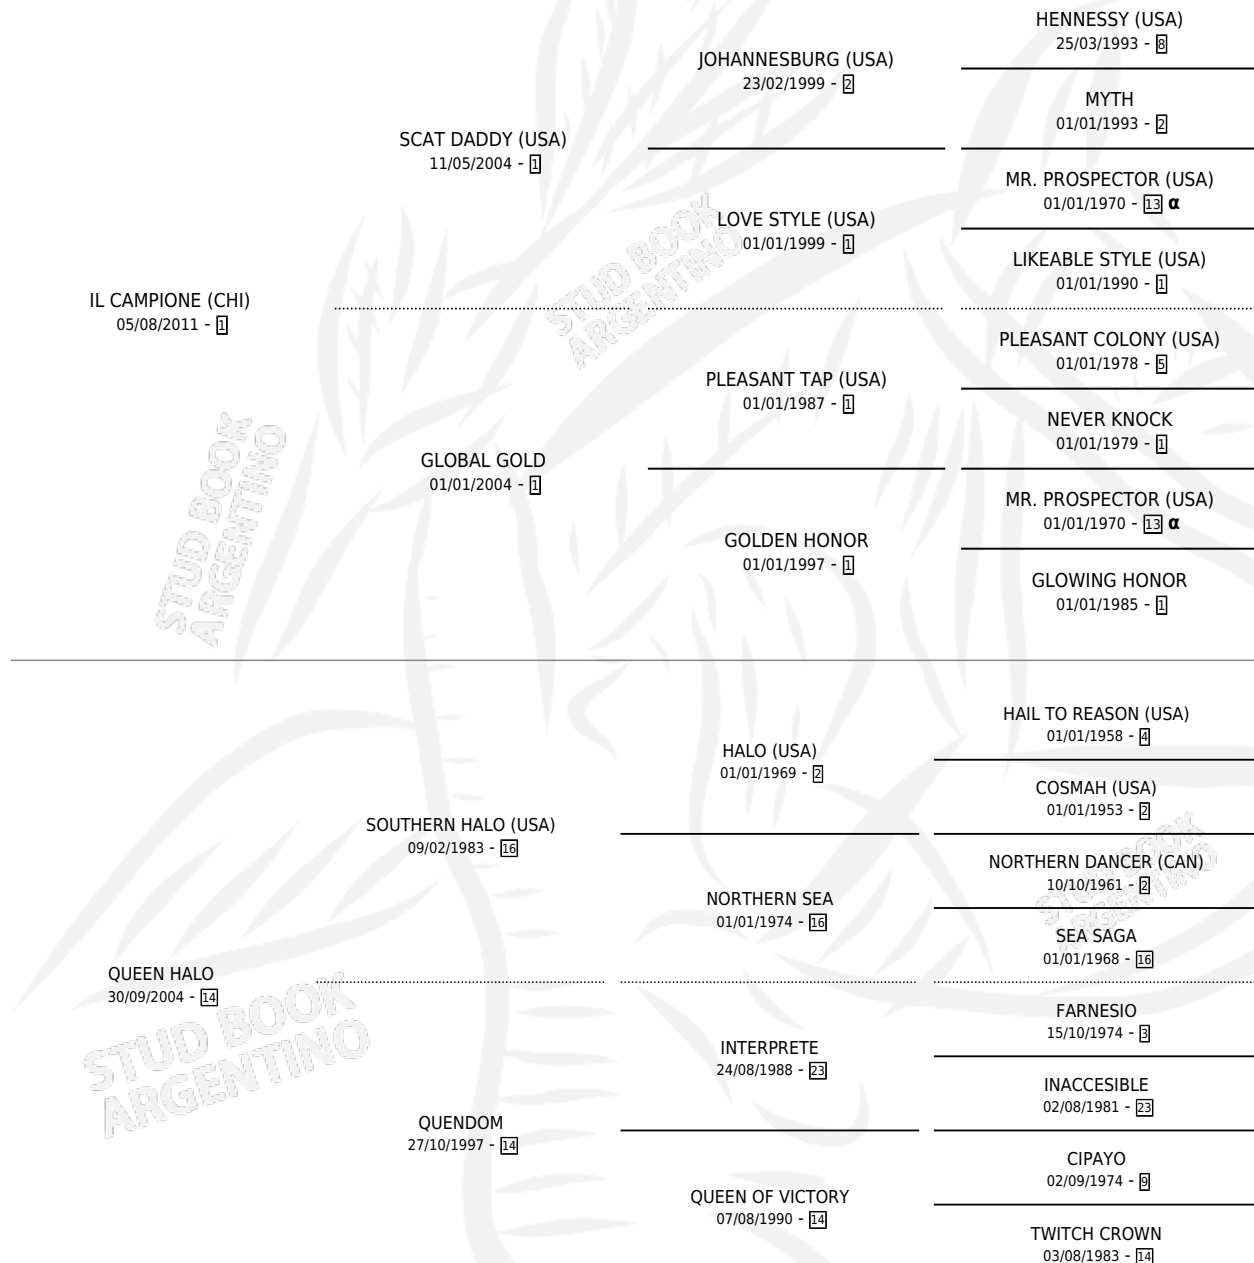 HENNESSY (USA)
25/03/1993 - 8
JOHANNESBURG (USA)
23/02/1999 - 2
MYTH
01/01/1993 - 2
SCAT DADDY (USA)
11/05/2004 - 1
MR. PROSPECTOR (USA)
01/01/1970 - 13 α
LOVE STYLE (USA)
01/01/1999 - 1
LIKEABLE STYLE (USA)
01/01/1990 - 1
IL CAMPIONE (CHI)
05/08/2011 - 1
PLEASANT COLONY (USA)
01/01/1978 - 5
PLEASANT TAP (USA)
01/01/1987 - 1
NEVER KNOCK
01/01/1979 - 1
GLOBAL GOLD
01/01/2004 - 1
MR. PROSPECTOR (USA)
01/01/1970 - 13 α
GOLDEN HONOR
01/01/1997 - 1
GLOWING HONOR
01/01/1985 - 1
HAIL TO REASON (USA)
01/01/1958 - 4
HALO (USA)
01/01/1969 - 2
COSMAH (USA)
01/01/1953 - 2
SOUTHERN HALO (USA)
09/02/1983 - 16
NORTHERN DANCER (CAN)
10/10/1961 - 2
NORTHERN SEA
01/01/1974 - 16
SEA SAGA
01/01/1968 - 16
QUEEN HALO
30/09/2004 - 14
FARNESIO
15/10/1974 - 3
INTERPRETE
24/08/1988 - 23
INACCESIBLE
02/08/1981 - 23
QUENDOM
27/10/1997 - 14
CIPAYO
02/09/1974 - 9
QUEEN OF VICTORY
07/08/1990 - 14
TWITCH CROWN
03/08/1983 - 14
STUD BOOK
ARGENTINO
STUD BOOK
ARGENTINO
STUD BOOK
ARGENTINO
STUD BOOK
ARGENTINO